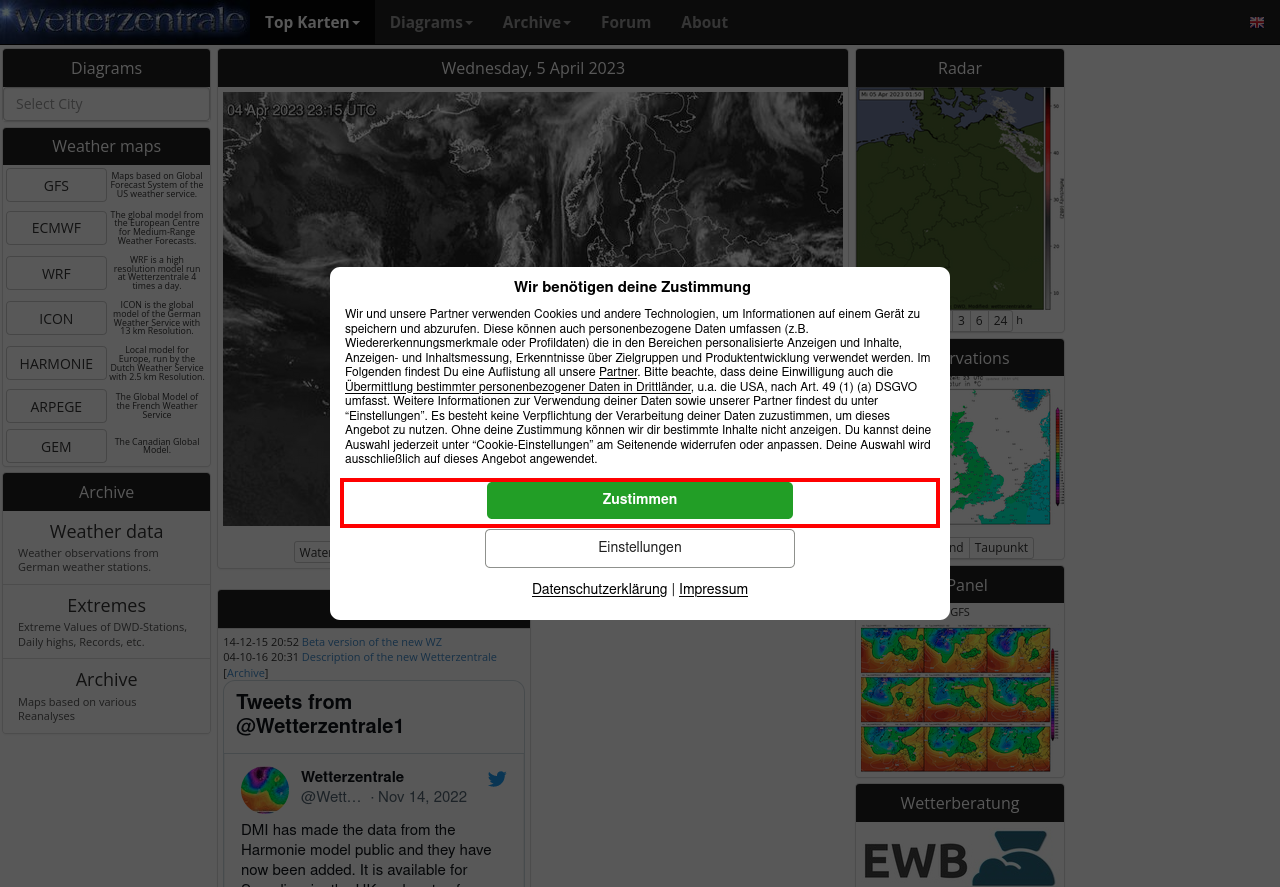 Wetterzentrale
Top Karten
Diagrams
Archive
Forum
About
Diagrams
Select City
Weather maps
GFS
Maps based on Global
Forecast System of the
US weather service.
ECMWF
The global model from
the European Centre
for Medium-Range
Weather Forecasts.
WRF
WRF is a high
resolution model run
at Wetterzentrale 4
times a day.
ICON
ICON is the global
model of the German
Weather Service with
13 km Resolution.
HARMONIE
Local model for
Europe, run by the
Dutch Weather Service
with 2.5 km Resolution.
ARPEGE
The Global Model of
the French Weather
Service
GEM
The Canadian Global
Model.
Archive
Weather data
Weather observations from
German weather stations.
Extremes
Extreme Values of DWD-Stations,
Daily highs, Records, etc.
Archive
Maps based on various
Reanalyses
Wednesday, 5 April 2023
04 Apr 2023 23:15 UTC
Wir benötigen deine Zustimmung
Wir und unsere Partner verwenden Cookies und andere Technologien, um Informationen auf einem Gerät zu
speichern und abzurufen. Diese können auch personenbezogene Daten umfassen (z.B.
Wiedererkennungsmerkmale oder Profildaten) die in den Bereichen personalisierte Anzeigen und Inhalte,
Anzeigen- und Inhaltsmessung, Erkenntnisse über Zielgruppen und Produktentwicklung verwendet werden. Im
Folgenden findest Du eine Auflistung all unsere Partner. Bitte beachte, dass deine Einwilligung auch die
Übermittlung bestimmter personenbezogener Daten in Drittländer, u.a. die USA, nach Art. 49 (1) (a) DSGVO
umfasst. Weitere Informationen zur Verwendung deiner Daten sowie unserer Partner findest du unter
“Einstellungen”. Es besteht keine Verpflichtung der Verarbeitung deiner Daten zuzustimmen, um dieses
Angebot zu nutzen. Ohne deine Zustimmung können wir dir bestimmte Inhalte nicht anzeigen. Du kannst deine
Auswahl jederzeit unter “Cookie-Einstellungen” am Seitenende widerrufen oder anpassen. Deine Auswahl wird
ausschließlich auf dieses Angebot angewendet.
Zustimmen
Einstellungen
Datenschutzerklärung | Impressum
Wate
14-12-15 20:52 Beta version of the new WZ
04-10-16 20:31 Description of the new Wetterzentrale
[Archive]
Tweets from
@Wetterzentrale1
Wetterzentrale
@Wett… · Nov 14, 2022
DMI has made the data from the
Harmonie model public and they have
now been added. It is available for
Radar
Mi 05 Apr 2023 01:50
3 6 24 h
rvations
nd Taupunkt
Panel
GFS
Wetterberatung
EWB